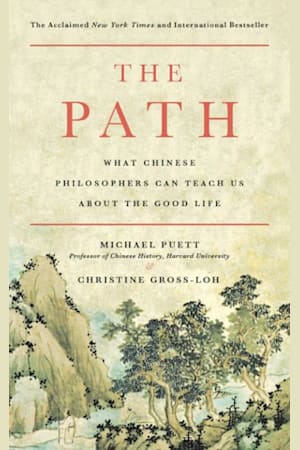 The Acclaimed New York Times and International Bestseller
THE
PATH
WHAT CHINESE
PHILOSOPHERS CAN TEACH US
ABOUT THE GOOD LIFE
MICHAEL PUETT
Professor of Chinese History, Harvard University
&
CHRISTINE GROSS-LOH